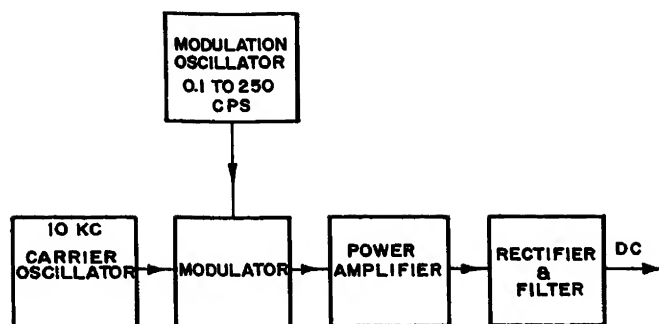 MODULATION
OSCILLATOR
0.1 TO 250
CPS
10 KC
CARRIER
OSCILLATOR
MODULATOR
POWER
AMPLIFIER
RECTIFIER
&
FILTER
DC